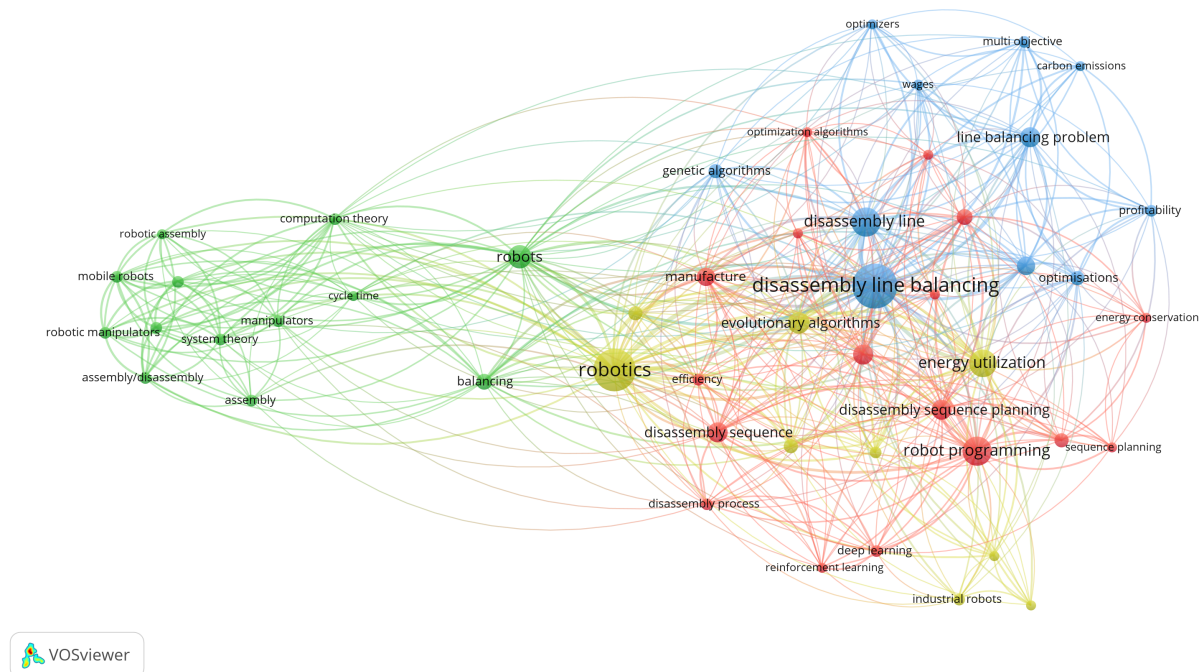 optimizers
multi objective
carbon emissions
wages
optimization algorithms
line balancing problem
genetic algorithms
profitability
computation theory
disassembly line
robotic assembly
robots
mobile robots
manufacture
optimisations
disassembly line balancing
cycle time
energy conservation
manipulators
evolutionary algorithms
robotic manipulators
system theory
energy utilization
robotics
assembly/disassembly
balancing
efficiency
assembly
disassembly sequence planning
disassembly sequence
robot programming
sequence planning
disassembly process
deep learning
reinforcement learning
industrial robots
VOSviewer